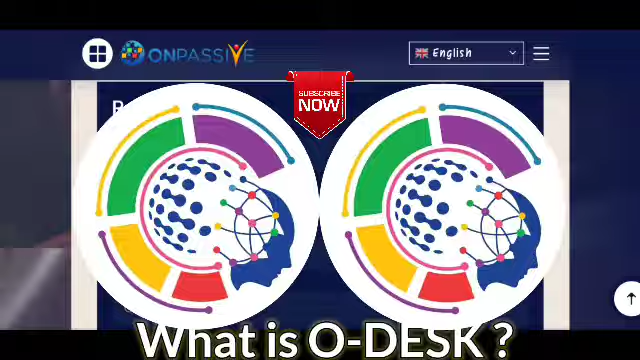 ONPASSIVE
English
SUBSCRIBE
NOW
What is O-DESK ?